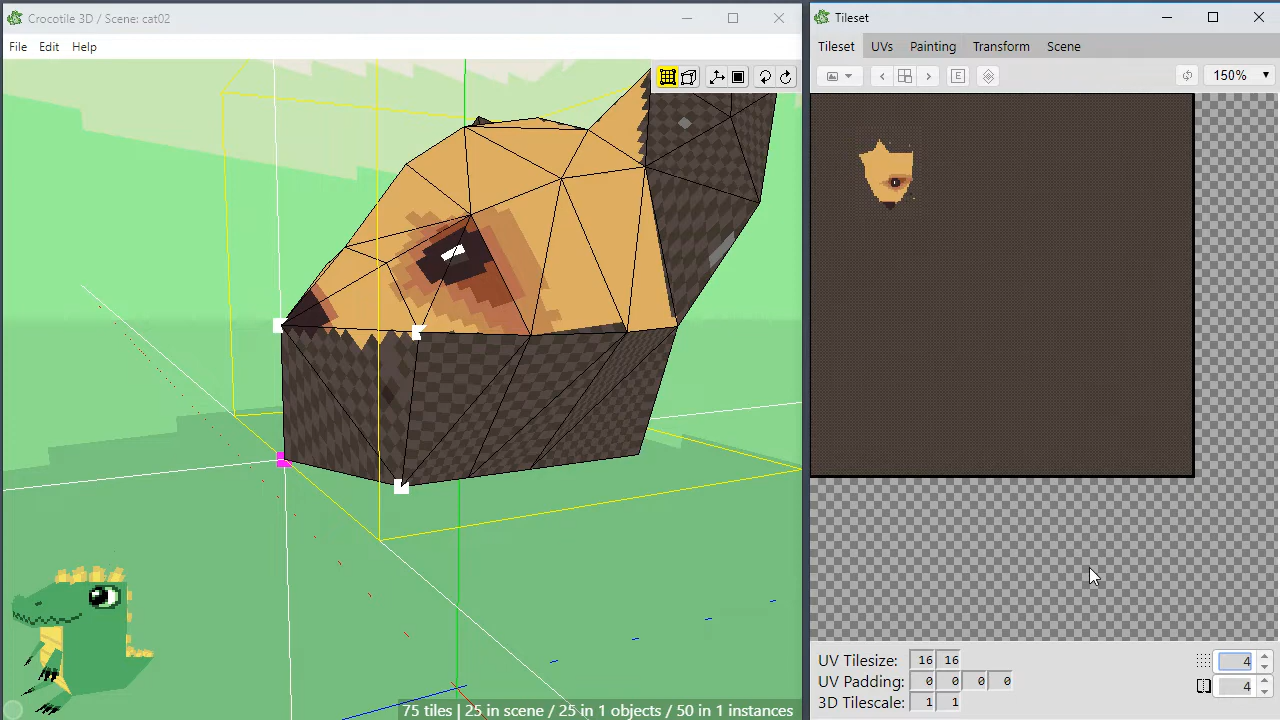 Crocotile 3D / Scene: cat02
File Edit Help
75 tiles | 25 in scene / 25 in 1 objects / 50 in 1 instances
Tileset
Tileset UVs Painting Transform Scene
E 150%
UV Tilesize: 16 16
UV Padding: 0 0 0 0
3D Tilescale: 1 1
4
4